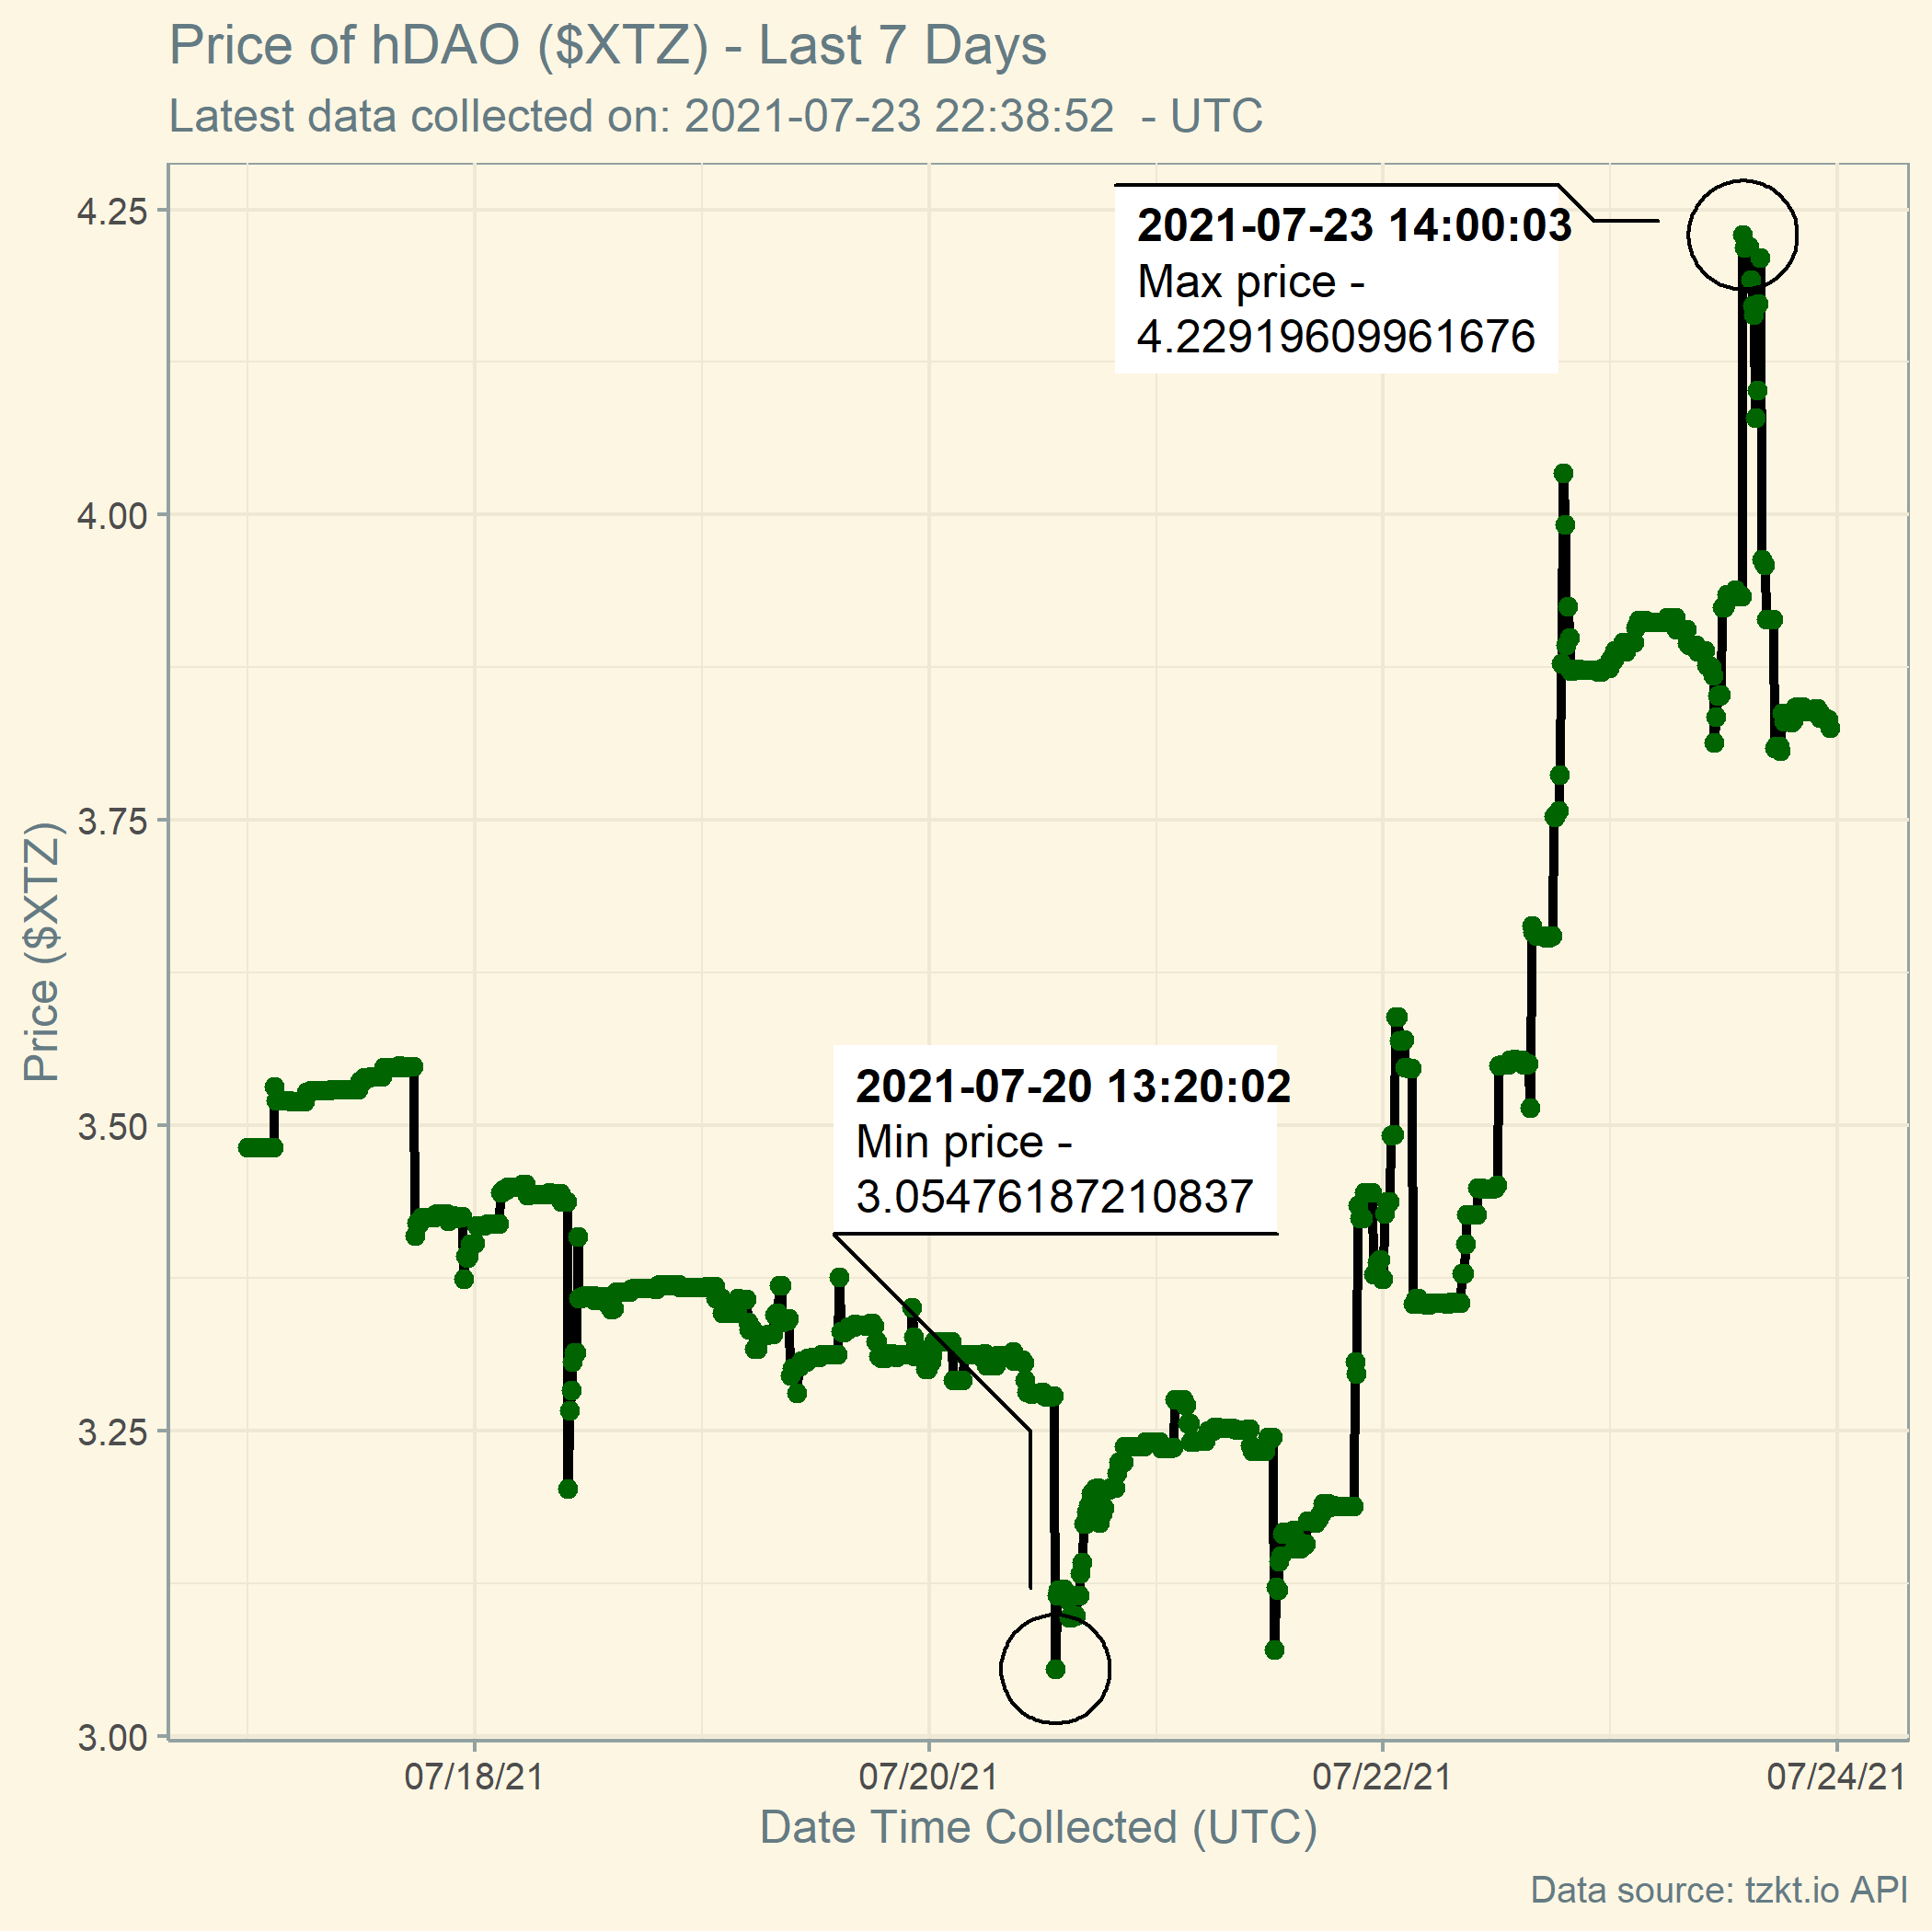 Price of hDAO ($XTZ) - Last 7 Days
Latest data collected on: 2021-07-23 22:38:52  - UTC
4.25
4.00
3.75
3.50
3.25
3.00
Price ($XTZ)
2021-07-23 14:00:03
Max price -
4.22919609961676
2021-07-20 13:20:02
Min price -
3.05476187210837
07/18/21
07/20/21
07/22/21
07/24/21
Date Time Collected (UTC)
Data source: tzkt.io API